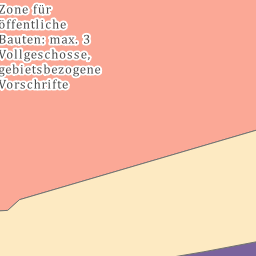 Zone für
öffentliche
Bauten: max. 3
Vollgeschosse,
gebietsbezogene
Vorschrifte